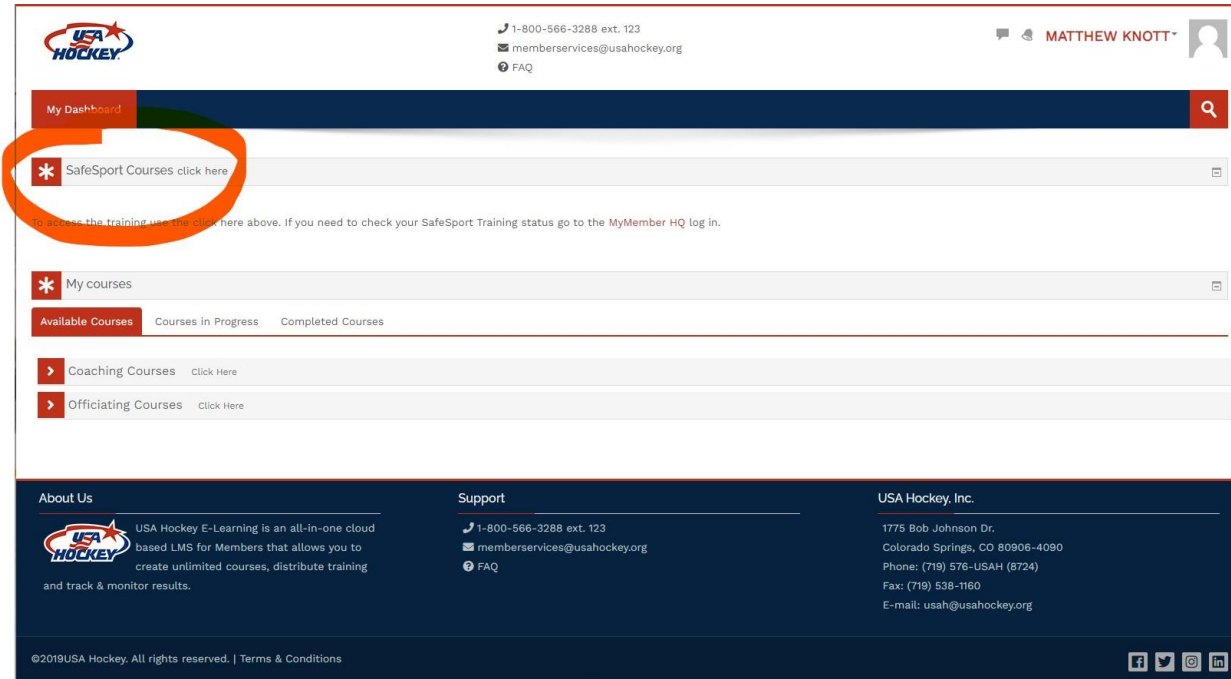 USA
HOCKEY
1-800-566-3288 ext. 123
memberservices@usahockey.org
FAQ
MATTHEW KNOTT
My Dashboard
SafeSport Courses click here
To access the training use the click here above. If you need to check your SafeSport Training status go to the MyMember HQ log in.
My courses
Available Courses Courses in Progress Completed Courses
Coaching Courses Click Here
Officiating Courses Click Here
About Us
USA
HOCKEY
USA Hockey E-Learning is an all-in-one cloud
based LMS for Members that allows you to
create unlimited courses, distribute training
and track & monitor results.
Support
1-800-566-3288 ext. 123
memberservices@usahockey.org
FAQ
USA Hockey, Inc.
1775 Bob Johnson Dr.
Colorado Springs, CO 80906-4090
Phone: (719) 576-USAH (8724)
Fax: (719) 538-1160
E-mail: usah@usahockey.org
©2019USA Hockey. All rights reserved. | Terms & Conditions